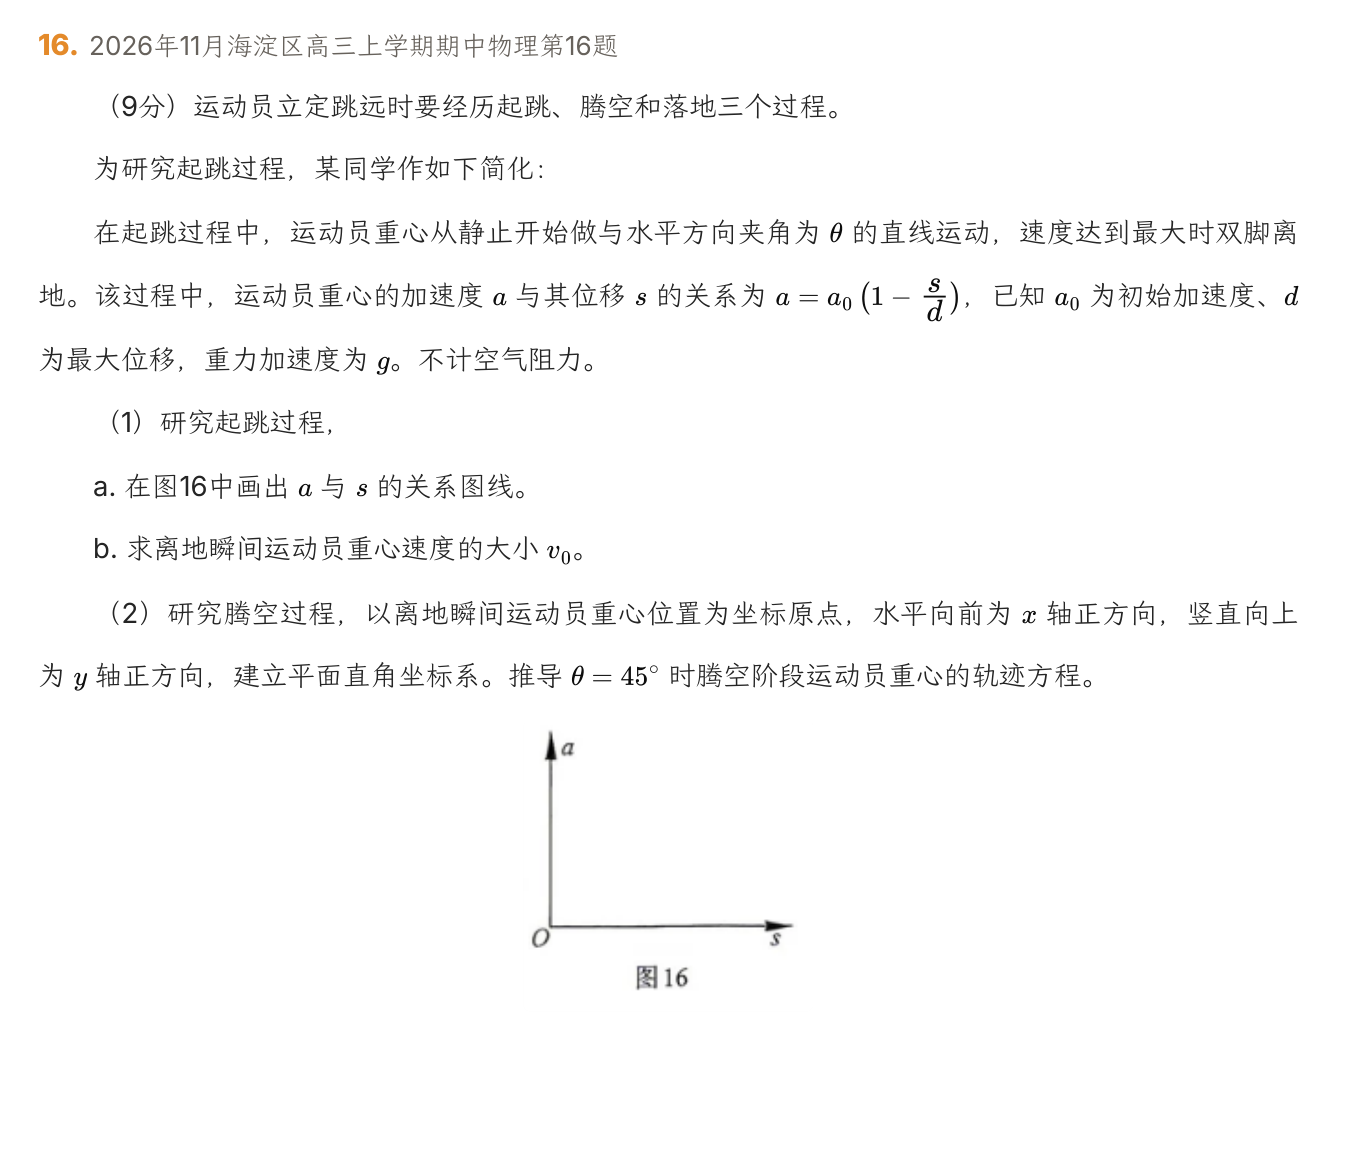 16. 2026年11月海淀区高三上学期期中物理第16题
（9分）运动员立定跳远时要经历起跳、腾空和落地三个过程。
为研究起跳过程，某同学作如下简化：
在起跳过程中，运动员重心从静止开始做与水平方向夹角为 θ 的直线运动，速度达到最大时双脚离
地。该过程中，运动员重心的加速度 a 与其位移 s 的关系为 a = a₀(1 − s/d)，已知 a₀ 为初始加速度、d
为最大位移，重力加速度为 g。不计空气阻力。
（1）研究起跳过程，
a. 在图16中画出 a 与 s 的关系图线。
b. 求离地瞬间运动员重心速度的大小 v₀。
（2）研究腾空过程，以离地瞬间运动员重心位置为坐标原点，水平向前为 x 轴正方向，竖直向上
为 y 轴正方向，建立平面直角坐标系。推导 θ = 45° 时腾空阶段运动员重心的轨迹方程。
a
O
s
图16